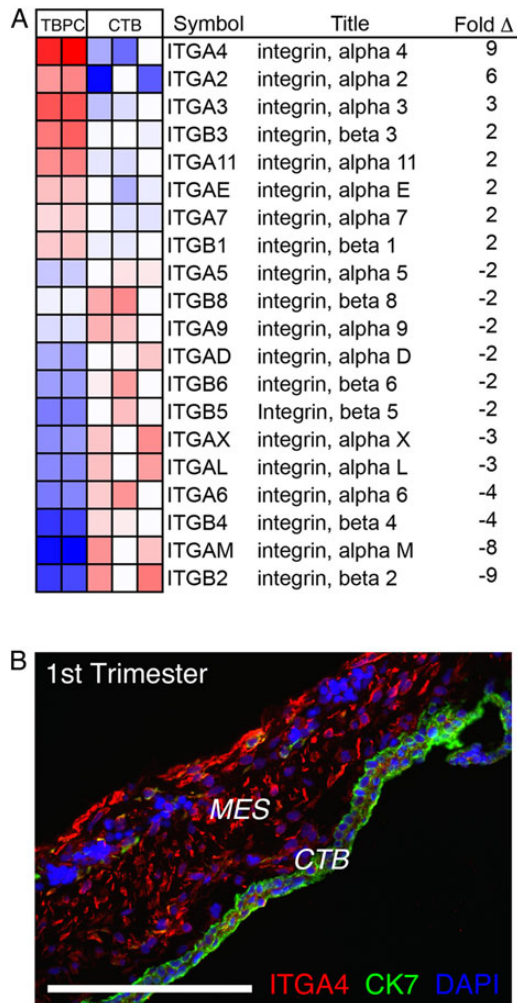 A
TBPC CTB Symbol Title Fold Δ
ITGA4 integrin, alpha 4 9
ITGA2 integrin, alpha 2 6
ITGA3 integrin, alpha 3 3
ITGB3 integrin, beta 3 2
ITGA11 integrin, alpha 11 2
ITGAE integrin, alpha E 2
ITGA7 integrin, alpha 7 2
ITGB1 integrin, beta 1 2
ITGA5 integrin, alpha 5 -2
ITGB8 integrin, beta 8 -2
ITGA9 integrin, alpha 9 -2
ITGAD integrin, alpha D -2
ITGB6 integrin, beta 6 -2
ITGB5 Integrin, beta 5 -2
ITGAX integrin, alpha X -3
ITGAL integrin, alpha L -3
ITGA6 integrin, alpha 6 -4
ITGB4 integrin, beta 4 -4
ITGAM integrin, alpha M -8
ITGB2 integrin, beta 2 -9
B
1st Trimester
MES
CTB
ITGA4 CK7 DAPI